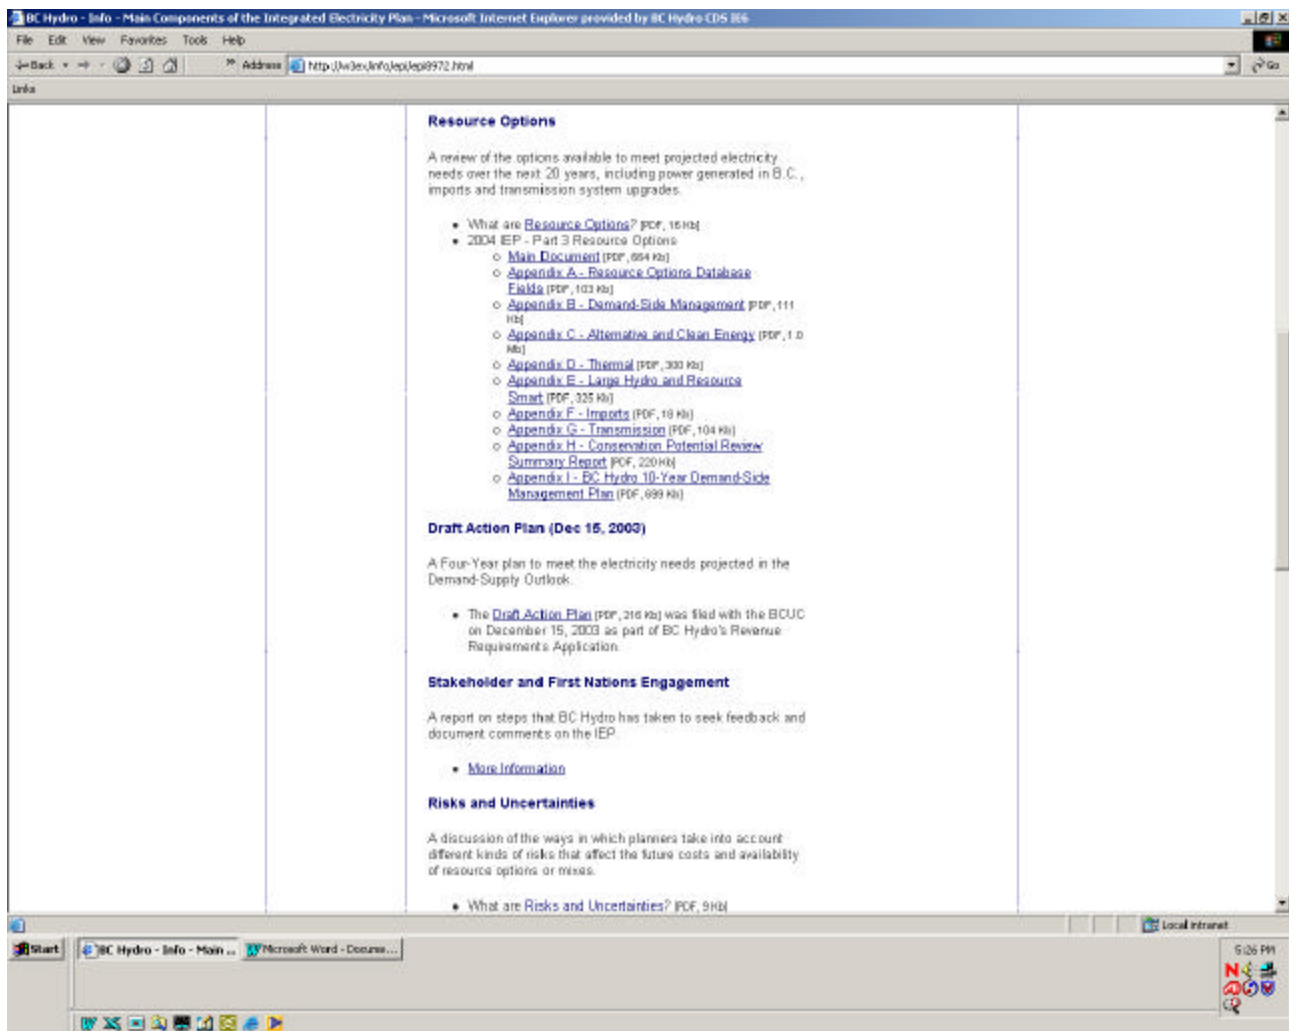 BC Hydro - Info - Main Components of the Integrated Electricity Plan - Microsoft Internet Explorer provided by BC Hydro CDS IE6
File Edit View Favorites Tools Help
Back
Address http://w3ex/info/epi/epi8972.html
Go
Links
Resource Options
A review of the options available to meet projected electricity
needs over the next 20 years, including power generated in B.C.,
imports and transmission system upgrades.
• What are Resource Options? [PDF, 16 Kb]
• 2004 IEP - Part 3 Resource Options
o Main Document [PDF, 664 Kb]
o Appendix A - Resource Options Database
Fields [PDF, 103 Kb]
o Appendix B - Demand-Side Management [PDF, 111
Kb]
o Appendix C - Alternative and Clean Energy [PDF, 1.0
Mb]
o Appendix D - Thermal [PDF, 300 Kb]
o Appendix E - Large Hydro and Resource
Smart [PDF, 325 Kb]
o Appendix F - Imports [PDF, 18 Kb]
o Appendix G - Transmission [PDF, 104 Kb]
o Appendix H - Conservation Potential Review
Summary Report [PDF, 220 Kb]
o Appendix I - BC Hydro 10-Year Demand-Side
Management Plan [PDF, 699 Kb]
Draft Action Plan (Dec 15, 2003)
A Four-Year plan to meet the electricity needs projected in the
Demand-Supply Outlook.
• The Draft Action Plan [PDF, 216 Kb] was filed with the BCUC
on December 15, 2003 as part of BC Hydro's Revenue
Requirements Application.
Stakeholder and First Nations Engagement
A report on steps that BC Hydro has taken to seek feedback and
document comments on the IEP.
• More Information
Risks and Uncertainties
A discussion of the ways in which planners take into account
different kinds of risks that affect the future costs and availability
of resource options or mixes.
• What are Risks and Uncertainties? [PDF, 9 Kb]
Local intranet
Start
BC Hydro - Info - Main ...
Microsoft Word - Docume...
5:26 PM